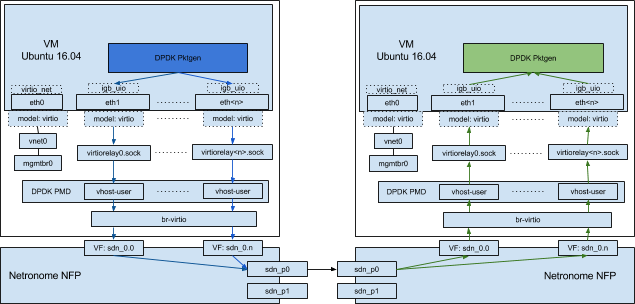 VM
Ubuntu 16.04
DPDK Pktgen
virtio_net
igb_uio
igb_uio
eth0
eth1
eth<n>
model: virtio
model: virtio
model: virtio
vnet0
mgmtbr0
virtiorelay0.sock
virtiorelay<n>.sock
DPDK PMD
vhost-user
vhost-user
br-virtio
VF: sdn_0.0
VF: sdn_0.n
Netronome NFP
sdn_p0
sdn_p1
VM
Ubuntu 16.04
DPDK Pktgen
virtio_net
igb_uio
igb_uio
eth0
eth1
eth<n>
model: virtio
model: virtio
model: virtio
vnet0
mgmtbr0
virtiorelay0.sock
virtiorelay<n>.sock
DPDK PMD
vhost-user
vhost-user
br-virtio
VF: sdn_0.0
VF: sdn_0.n
sdn_p0
sdn_p1
Netronome NFP